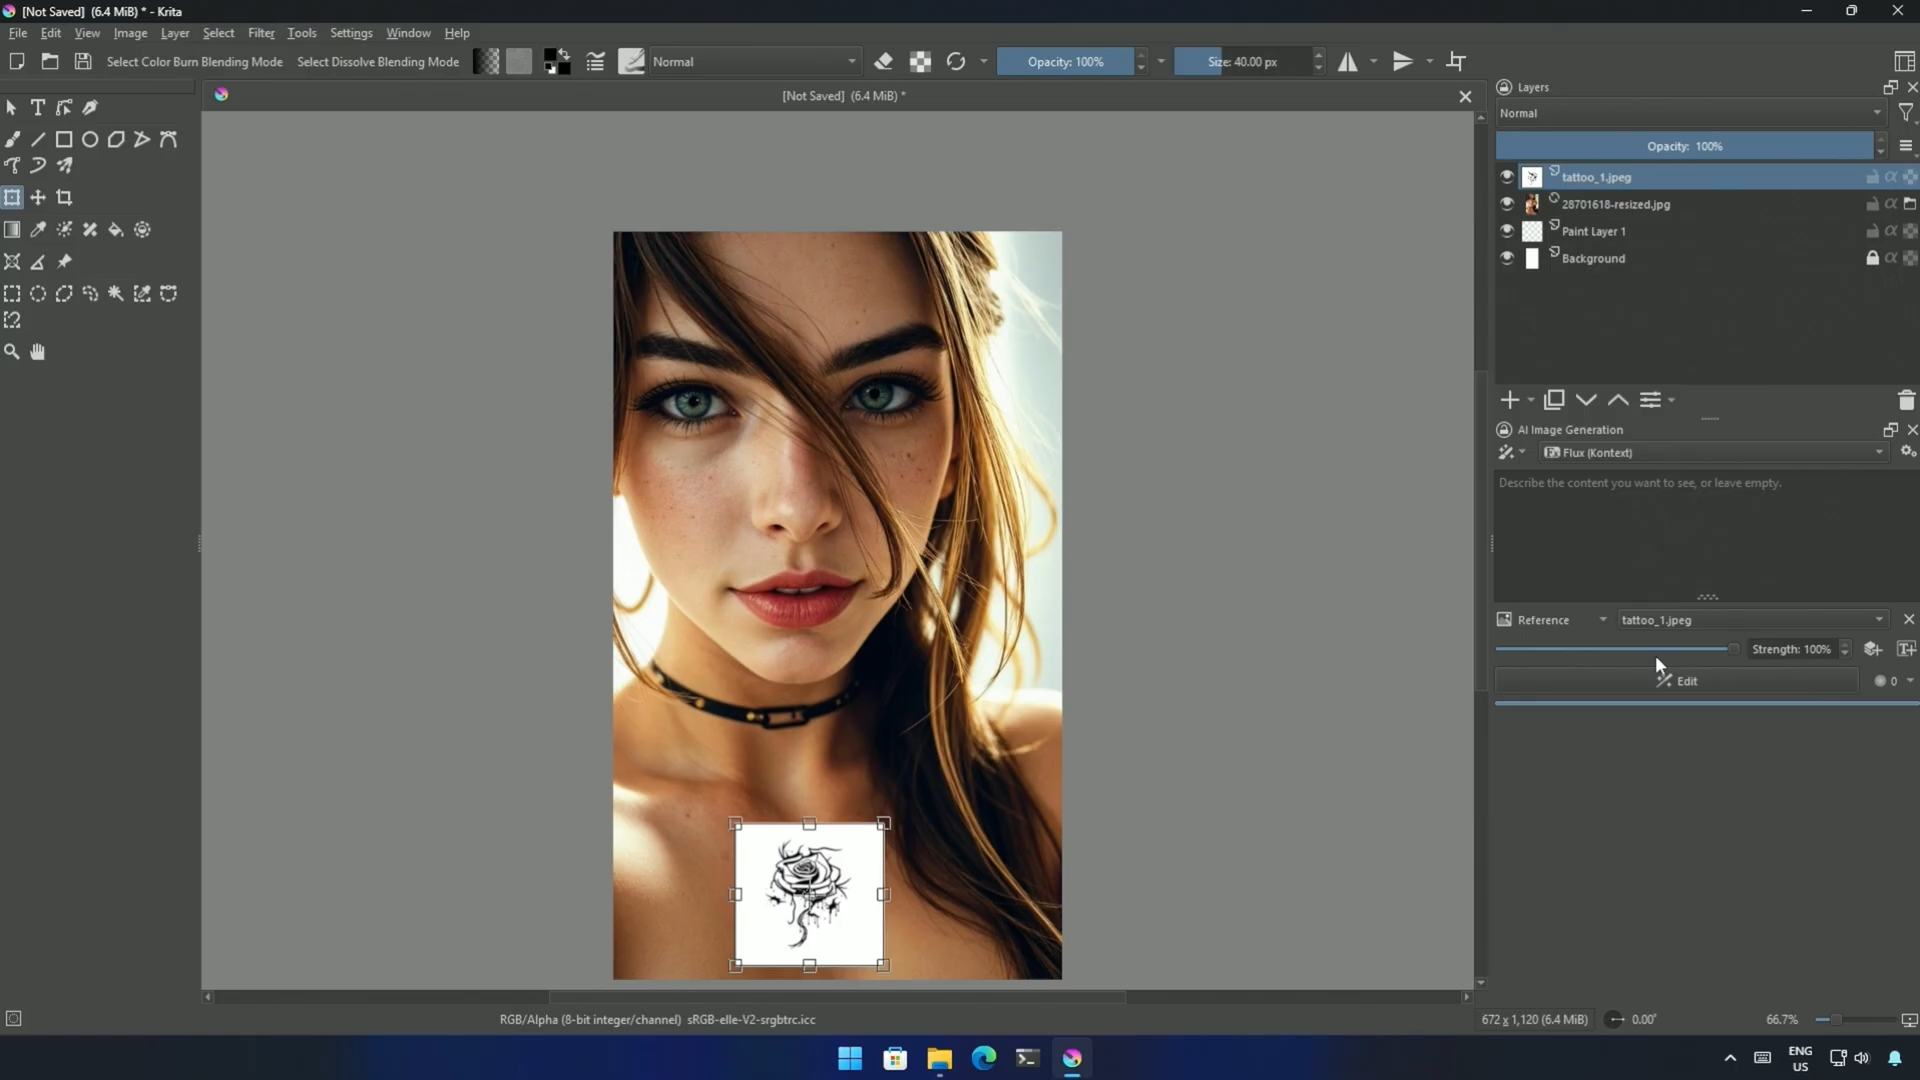 [Not Saved] (6.4 MiB) * - Krita
File Edit View Image Layer Select Filter Tools Settings Window Help
Select Color Burn Blending Mode Select Dissolve Blending Mode Normal Opacity: 100% Size: 40.00 px
[Not Saved] (6.4 MiB) *
Layers
Normal
Opacity: 100%
tattoo_1.jpeg
28701618-resized.jpg
Paint Layer 1
Background
AI Image Generation
Flux (Kontext)
Describe the content you want to see, or leave empty.
Reference tattoo_1.jpeg
Strength: 100%
Edit 0
RGB/Alpha (8-bit integer/channel) sRGB-elle-V2-srgbtrc.icc 672 x 1,120 (6.4 MiB) 0.00° 66.7%
ENG
US